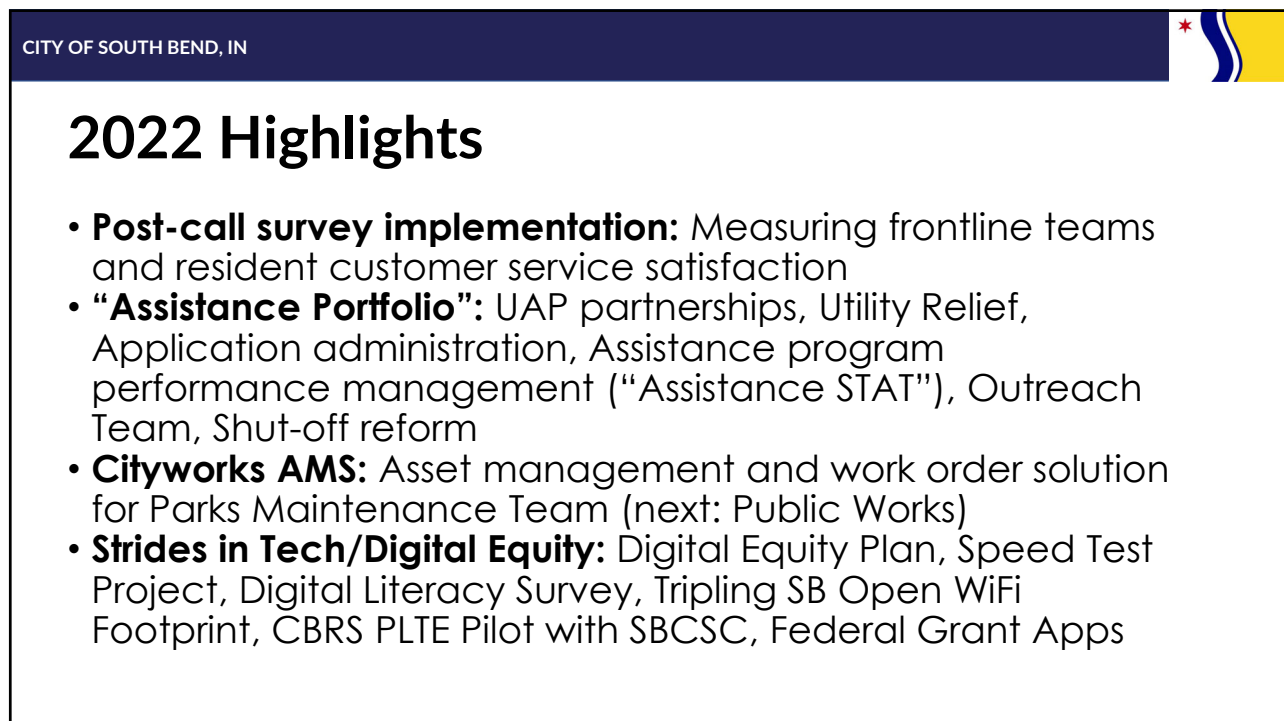 CITY OF SOUTH BEND, IN
2022 Highlights
• Post-call survey implementation: Measuring frontline teams
and resident customer service satisfaction
• “Assistance Portfolio”: UAP partnerships, Utility Relief,
Application administration, Assistance program
performance management (“Assistance STAT”), Outreach
Team, Shut-off reform
• Cityworks AMS: Asset management and work order solution
for Parks Maintenance Team (next: Public Works)
• Strides in Tech/Digital Equity: Digital Equity Plan, Speed Test
Project, Digital Literacy Survey, Tripling SB Open WiFi
Footprint, CBRS PLTE Pilot with SBCSC, Federal Grant Apps